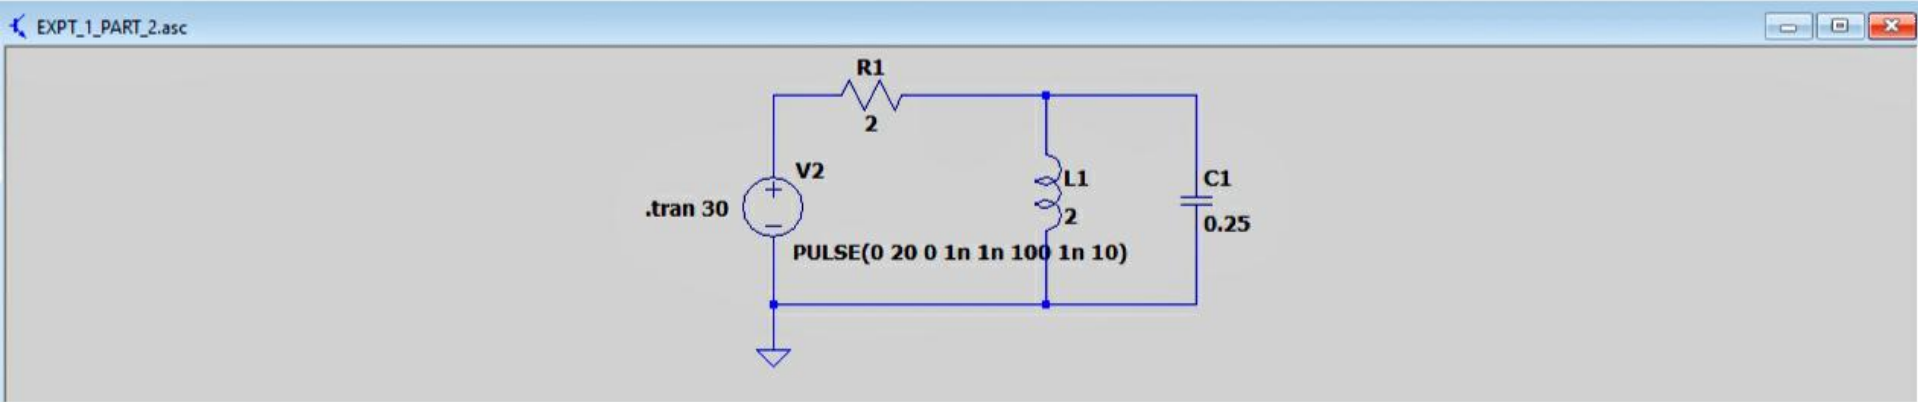 EXPT_1_PART_2.asc
R1
2
V2
.tran 30
L1
2
C1
0.25
PULSE(0 20 0 1n 1n 100 1n 10)